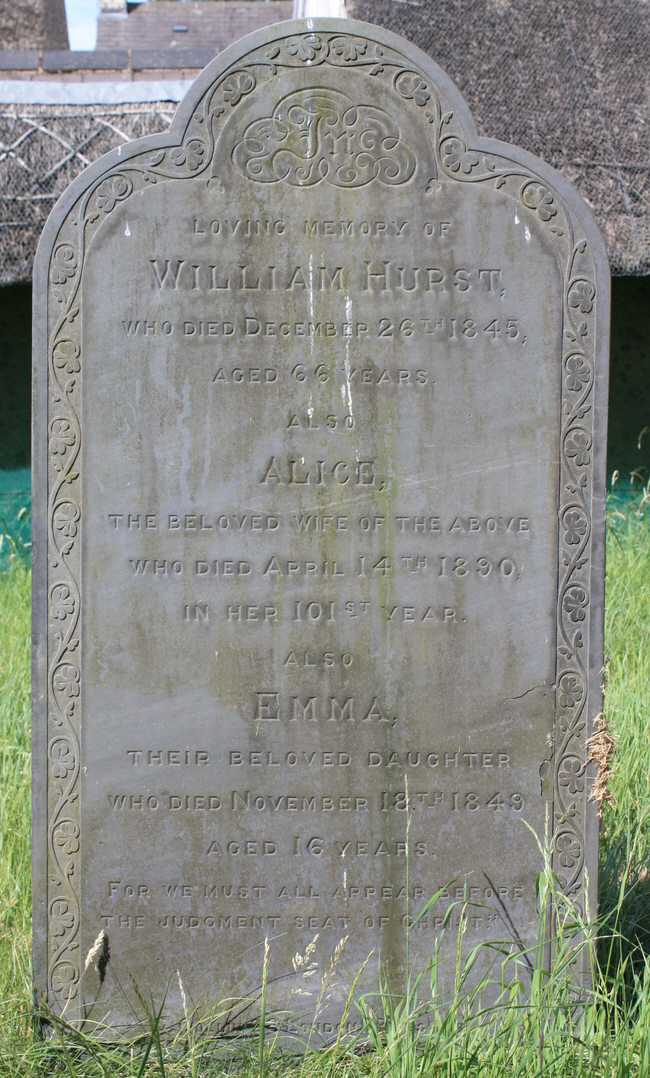 In
LOVING MEMORY OF
WILLIAM HURST,
WHO DIED DECEMBER 26TH 1845,
AGED 66 YEARS.
ALSO
ALICE,
THE BELOVED WIFE OF THE ABOVE
WHO DIED APRIL 14TH 1890,
IN HER 101ST YEAR.
ALSO
EMMA,
THEIR BELOVED DAUGHTER
WHO DIED NOVEMBER 18TH 1849
AGED 16 YEARS.
FOR WE MUST ALL APPEAR BEFORE
THE JUDGMENT SEAT OF CHRIST."